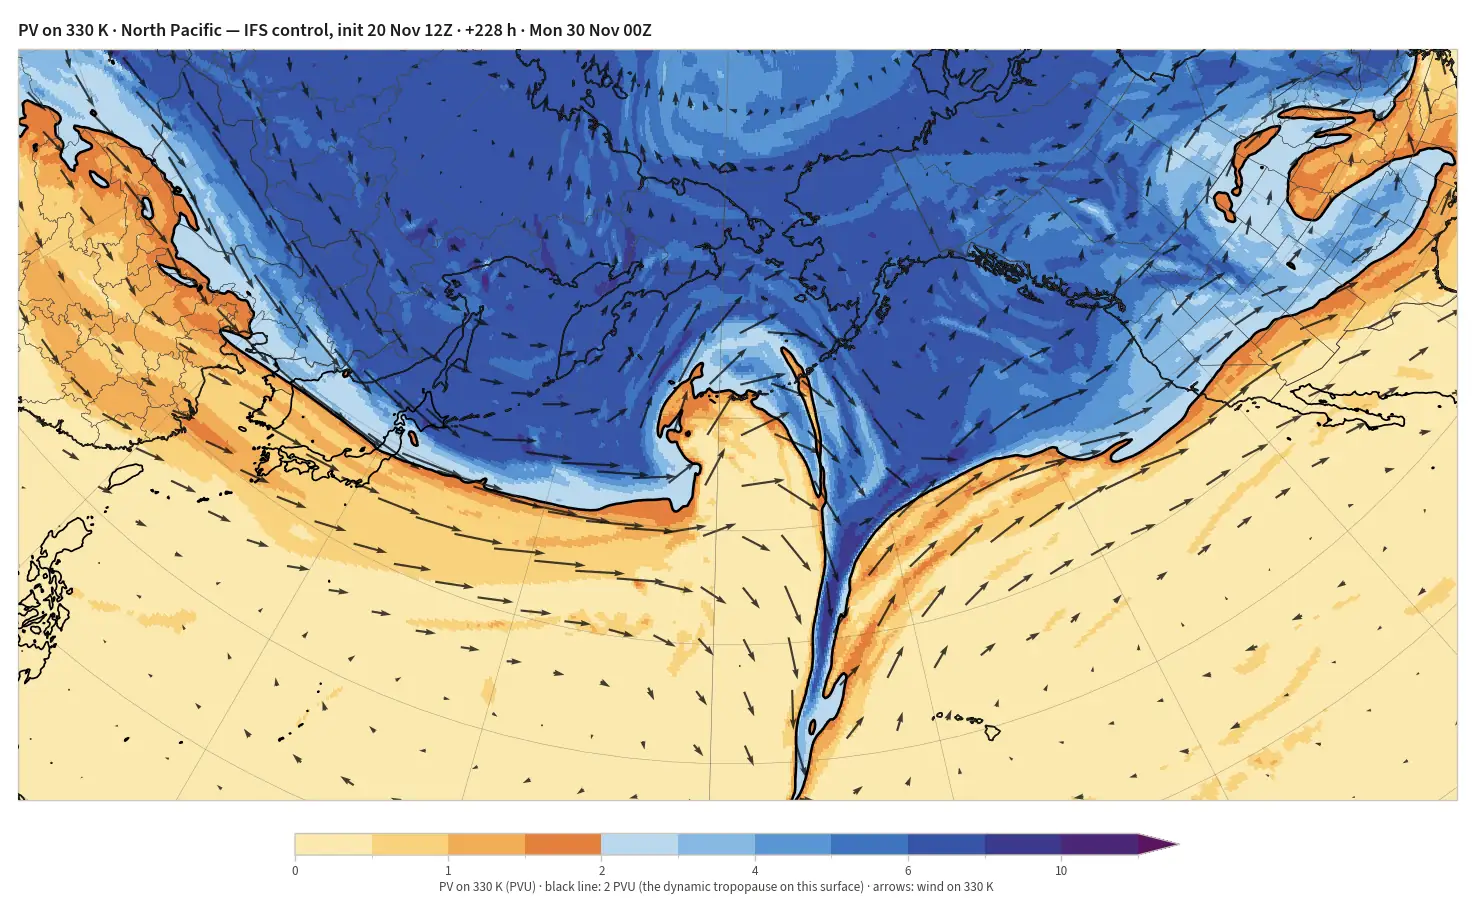 PV on 330 K · North Pacific — IFS control, init 20 Nov 12Z · +228 h · Mon 30 Nov 00Z
0 1 2 4 6 10
PV on 330 K (PVU) · black line: 2 PVU (the dynamic tropopause on this surface) · arrows: wind on 330 K